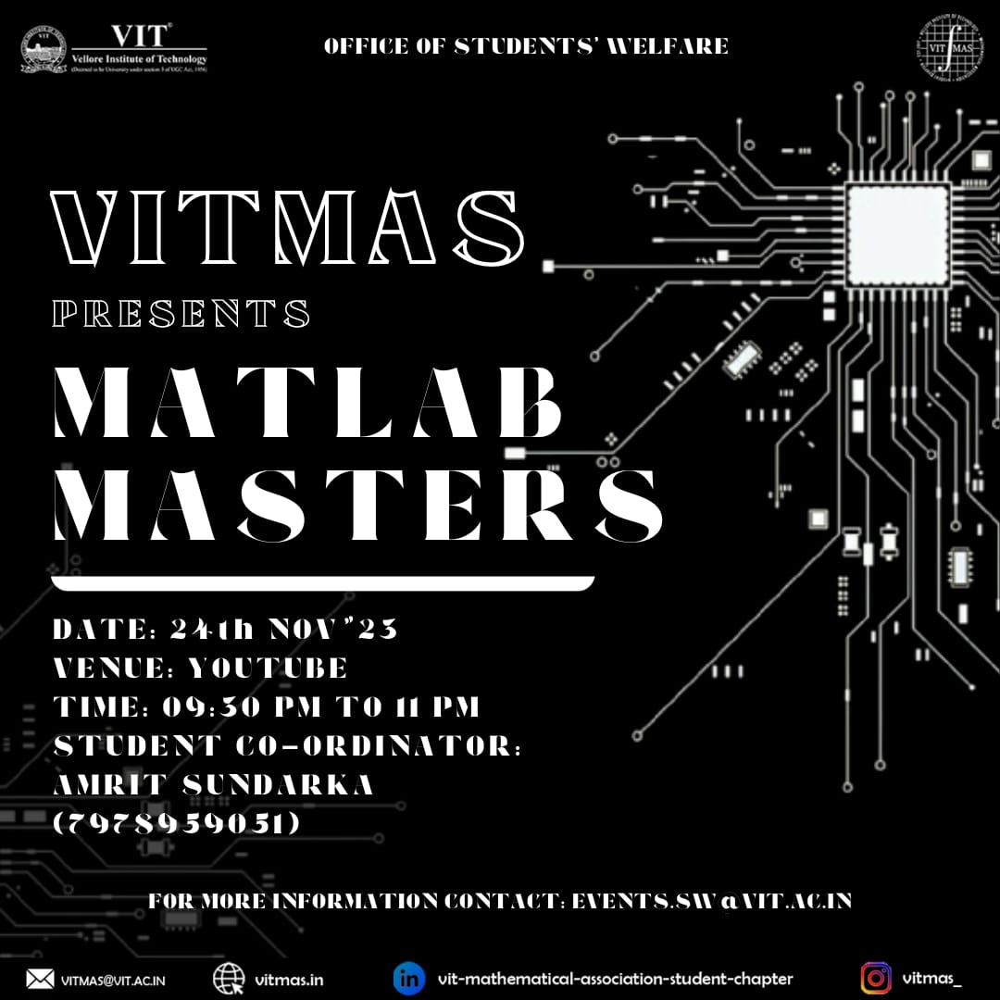 VIT®
Vellore Institute of Technology
(Deemed to be University under section 3 of UGC Act, 1956)
OFFICE OF STUDENTS' WELFARE
VIT MAS
VITMAS
PRESENTS
MATLAB
MASTERS
DATE: 24th NOV"23
VENUE: YOUTUBE
TIME: 09:30 PM TO 11 PM
STUDENT CO-ORDINATOR:
AMRIT SUNDARKA
(7978939031)
FOR MORE INFORMATION CONTACT: EVENTS.SW@VIT.AC.IN
VITMAS@VIT.AC.IN
vitmas.in
in
vit-mathematical-association-student-chapter
vitmas_